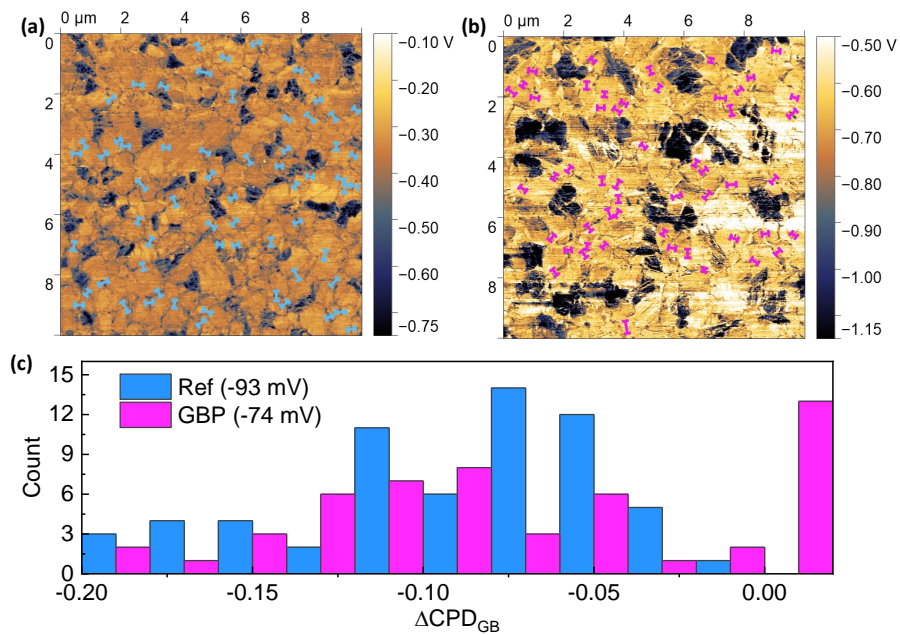 (a)
0 µm 2 4 6 8
0
2
4
6
8
−0.10 V
−0.20
−0.30
−0.40
−0.50
−0.60
−0.75
(b)
0 µm 2 4 6 8
0
2
4
6
8
−0.50 V
−0.60
−0.70
−0.80
−0.90
−1.00
−1.15
(c)
15
12
9
6
3
0
Count
Ref (-93 mV)
GBP (-74 mV)
-0.20 -0.15 -0.10 -0.05 0.00
ΔCPD_GB